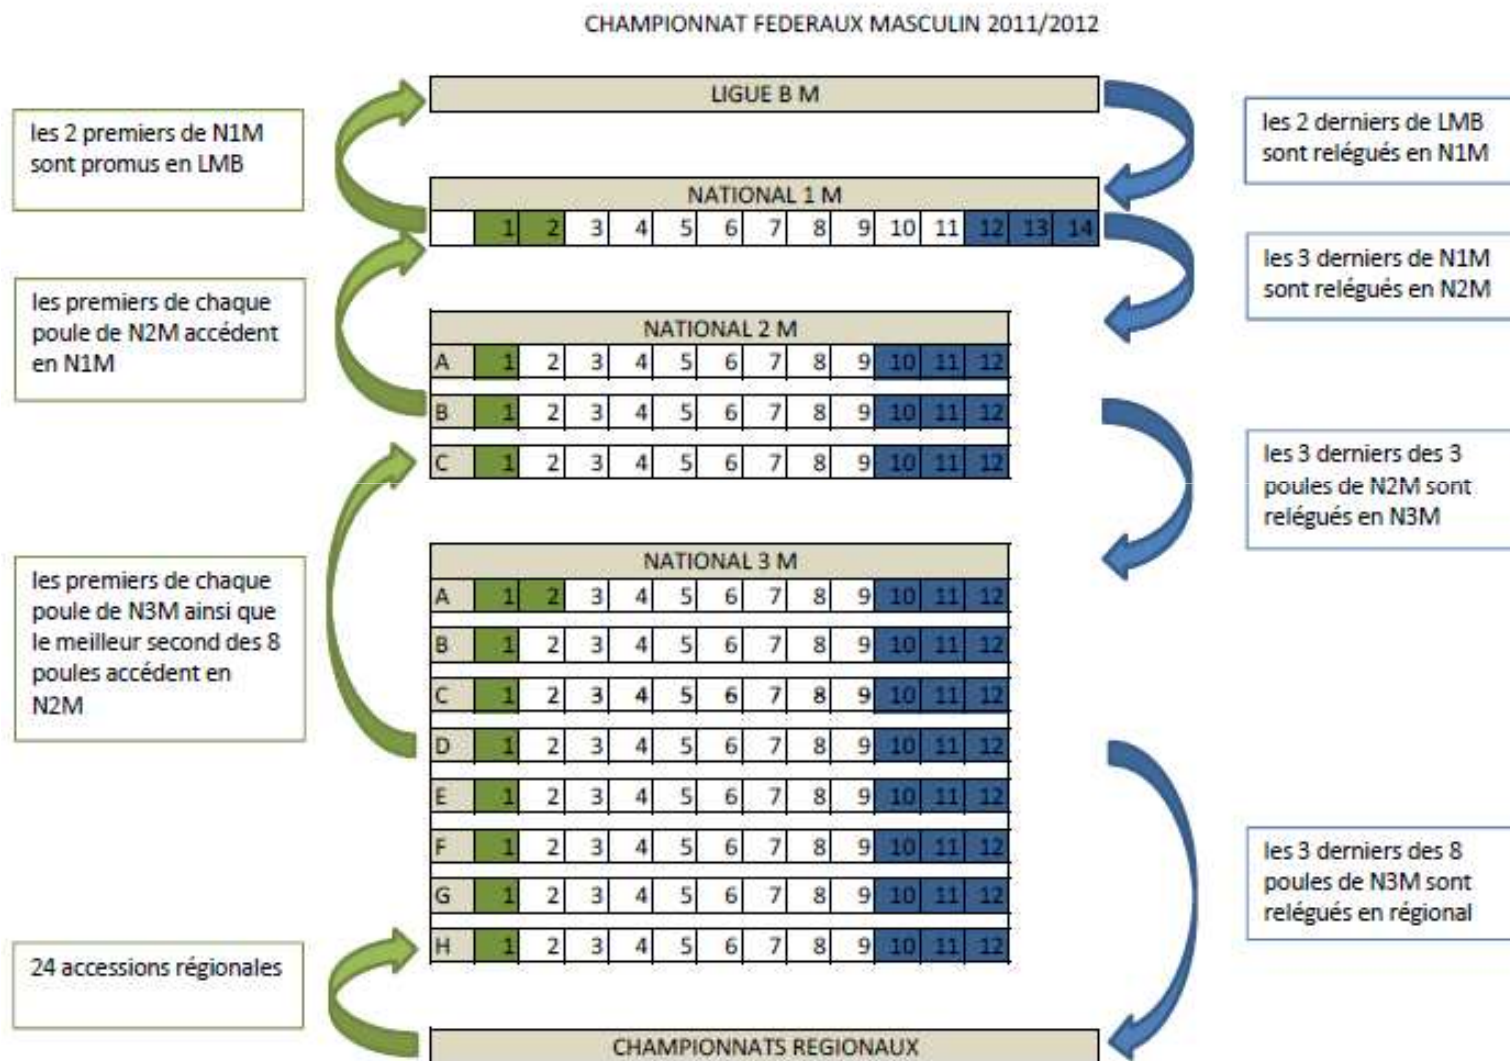 CHAMPIONNAT FEDERAUX MASCULIN 2011/2012
LIGUE B M
les 2 premiers de N1M
sont promus en LMB
les 2 derniers de LMB
sont relégués en N1M
NATIONAL 1 M
1 2 3 4 5 6 7 8 9 10 11 12 13 14
les premiers de chaque
poule de N2M accédent
en N1M
les 3 derniers de N1M
sont relégués en N2M
NATIONAL 2 M
A 1 2 3 4 5 6 7 8 9 10 11 12
B 1 2 3 4 5 6 7 8 9 10 11 12
C 1 2 3 4 5 6 7 8 9 10 11 12
les 3 derniers des 3
poules de N2M sont
relégués en N3M
NATIONAL 3 M
A 1 2 3 4 5 6 7 8 9 10 11 12
B 1 2 3 4 5 6 7 8 9 10 11 12
C 1 2 3 4 5 6 7 8 9 10 11 12
D 1 2 3 4 5 6 7 8 9 10 11 12
E 1 2 3 4 5 6 7 8 9 10 11 12
F 1 2 3 4 5 6 7 8 9 10 11 12
G 1 2 3 4 5 6 7 8 9 10 11 12
H 1 2 3 4 5 6 7 8 9 10 11 12
les premiers de chaque
poule de N3M ainsi que
le meilleur second des 8
poules accédent en
N2M
les 3 derniers des 8
poules de N3M sont
relégués en régional
24 accessions régionales
CHAMPIONNATS REGIONAUX